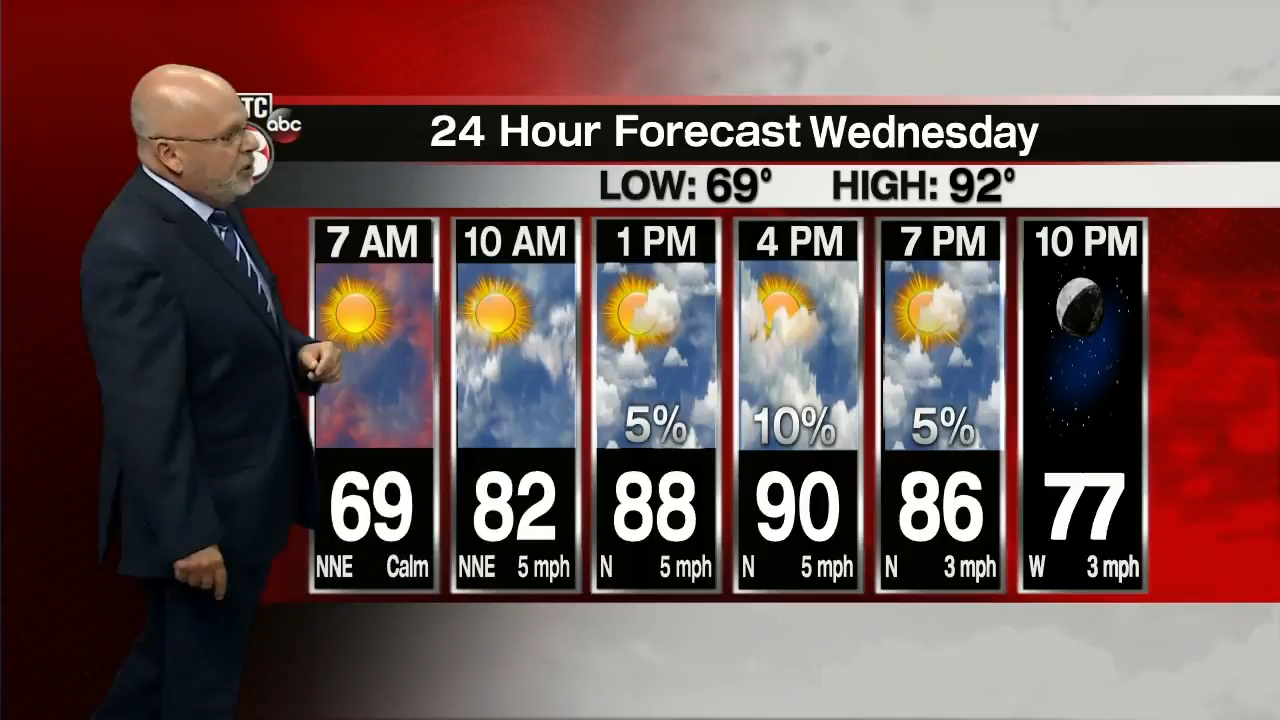 TC
abc
24 Hour Forecast Wednesday
LOW: 69° HIGH: 92°
7 AM 10 AM 1 PM 4 PM 7 PM 10 PM
5% 10% 5%
69 82 88 90 86 77
NNE Calm NNE 5 mph N 5 mph N 5 mph N 3 mph W 3 mph